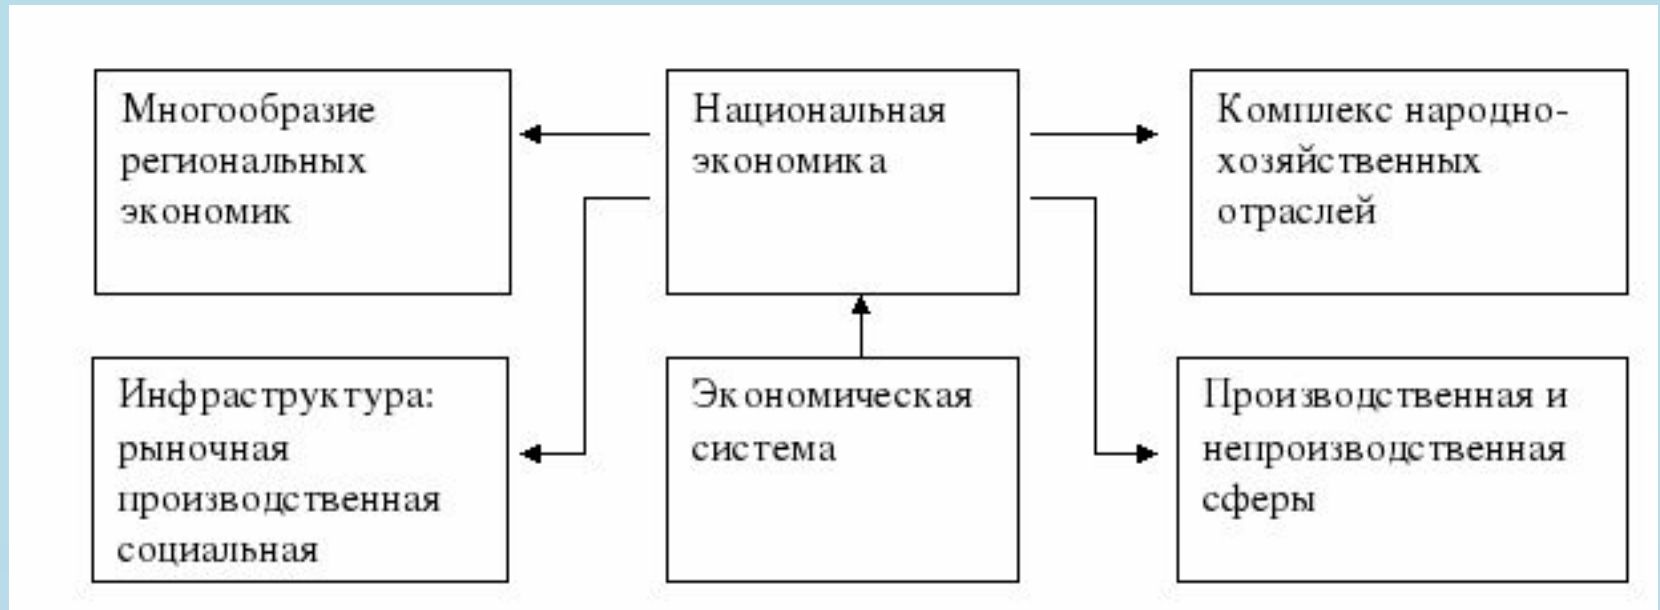 Многообразие
региональных
экономик
Национальная
экономика
Комплекс народно-
хозяйственных
отраслей
Инфраструктура:
рыночная
производственная
социальная
Экономическая
система
Производственная и
непроизводственная
сферы